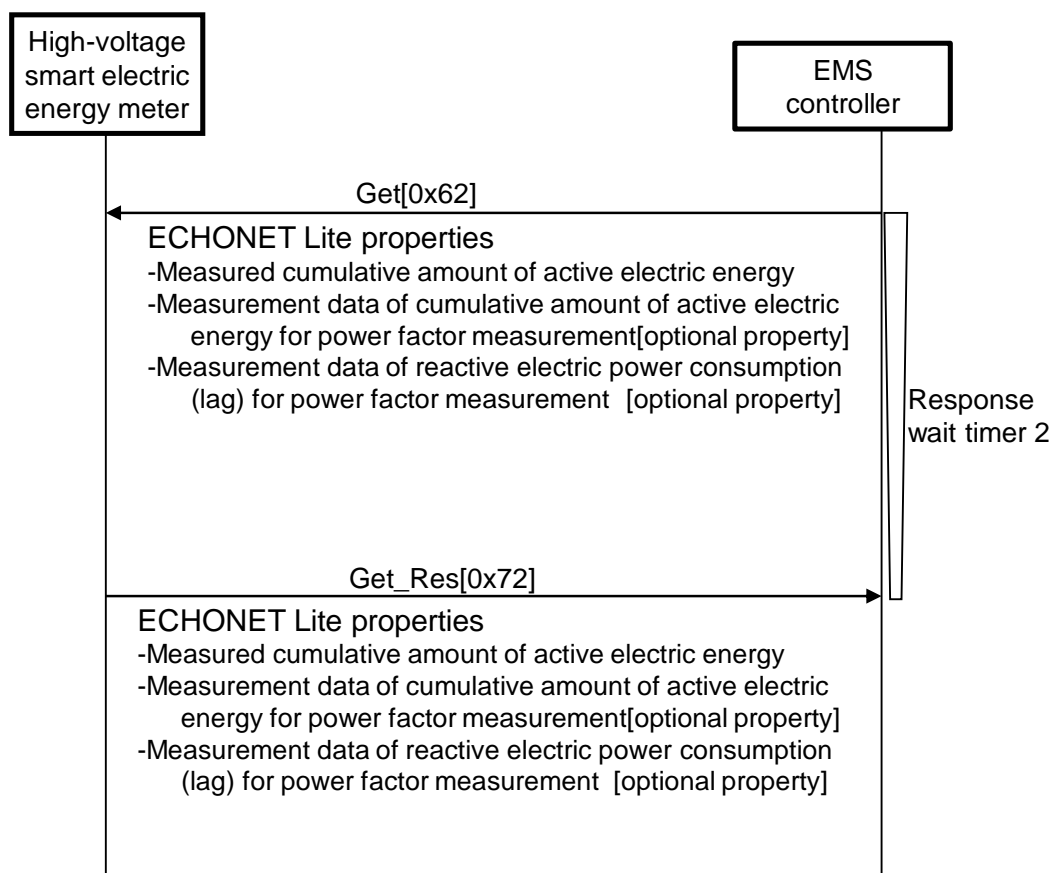 High-voltage
smart electric
energy meter
EMS
controller
Get[0x62]
ECHONET Lite properties
-Measured cumulative amount of active electric energy
-Measurement data of cumulative amount of active electric
energy for power factor measurement[optional property]
-Measurement data of reactive electric power consumption
(lag) for power factor measurement [optional property]
Response
wait timer 2
Get_Res[0x72]
ECHONET Lite properties
-Measured cumulative amount of active electric energy
-Measurement data of cumulative amount of active electric
energy for power factor measurement[optional property]
-Measurement data of reactive electric power consumption
(lag) for power factor measurement [optional property]